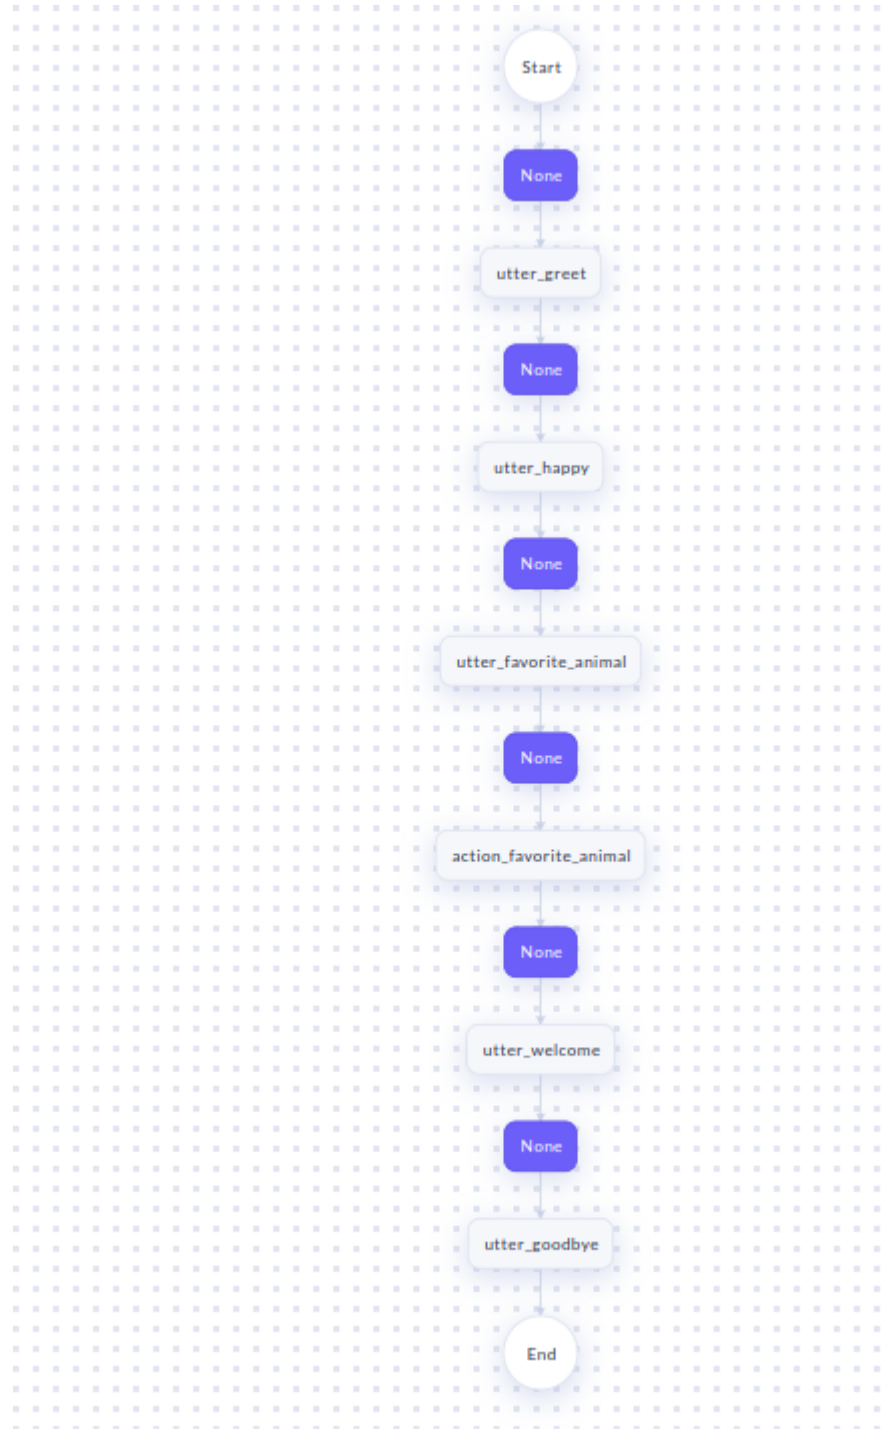 Start
None
utter_greet
None
utter_happy
None
utter_favorite_animal
None
action_favorite_animal
None
utter_welcome
None
utter_goodbye
End